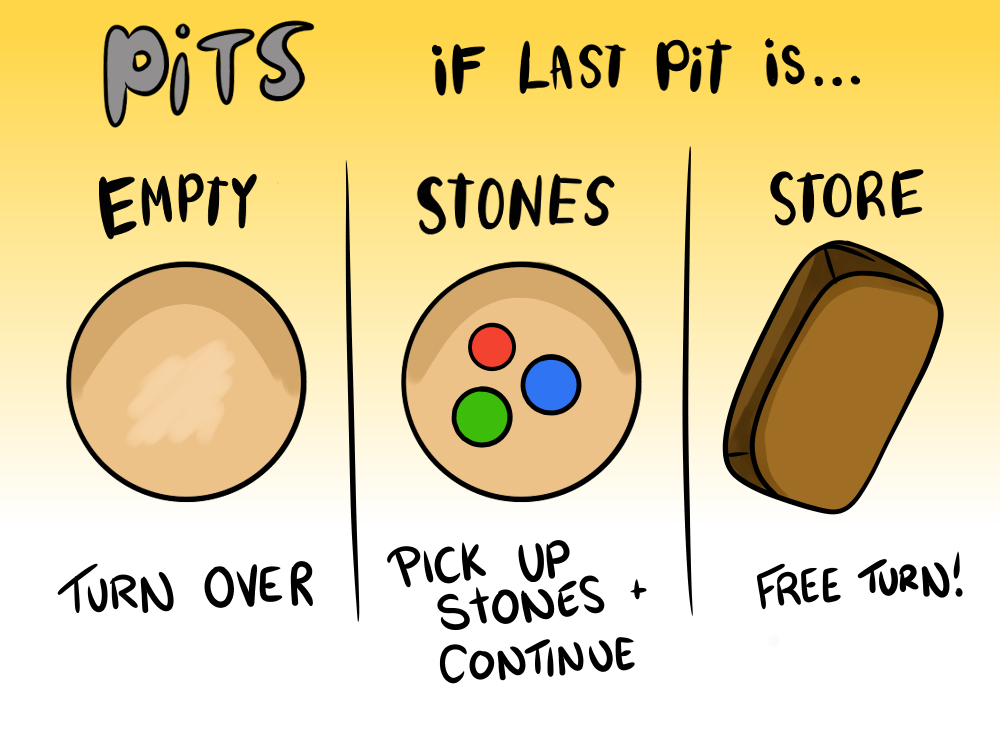 PiTS
iF LAST PiT iS...
EMPTY
STONES
STORE
TURN OVER
PICK UP
STONES +
CONTINUE
FREE TURN!